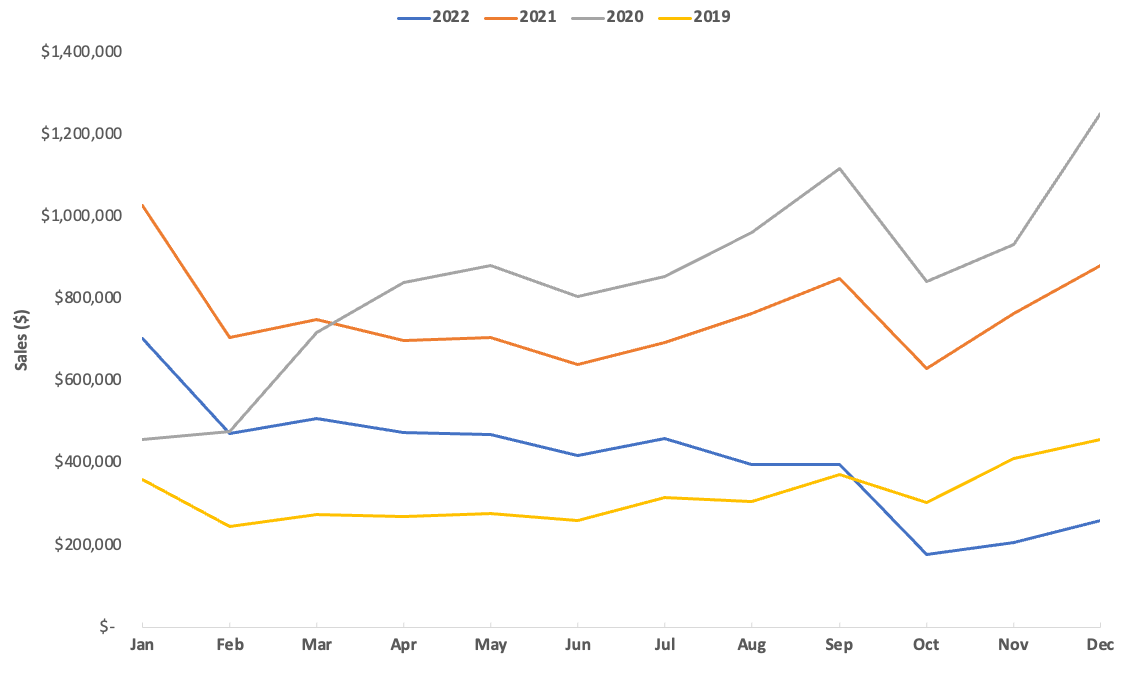 2022 2021 2020 2019
$1,400,000
$1,200,000
$1,000,000
$800,000
$600,000
$400,000
$200,000
$-
Sales ($)
Jan Feb Mar Apr May Jun Jul Aug Sep Oct Nov Dec